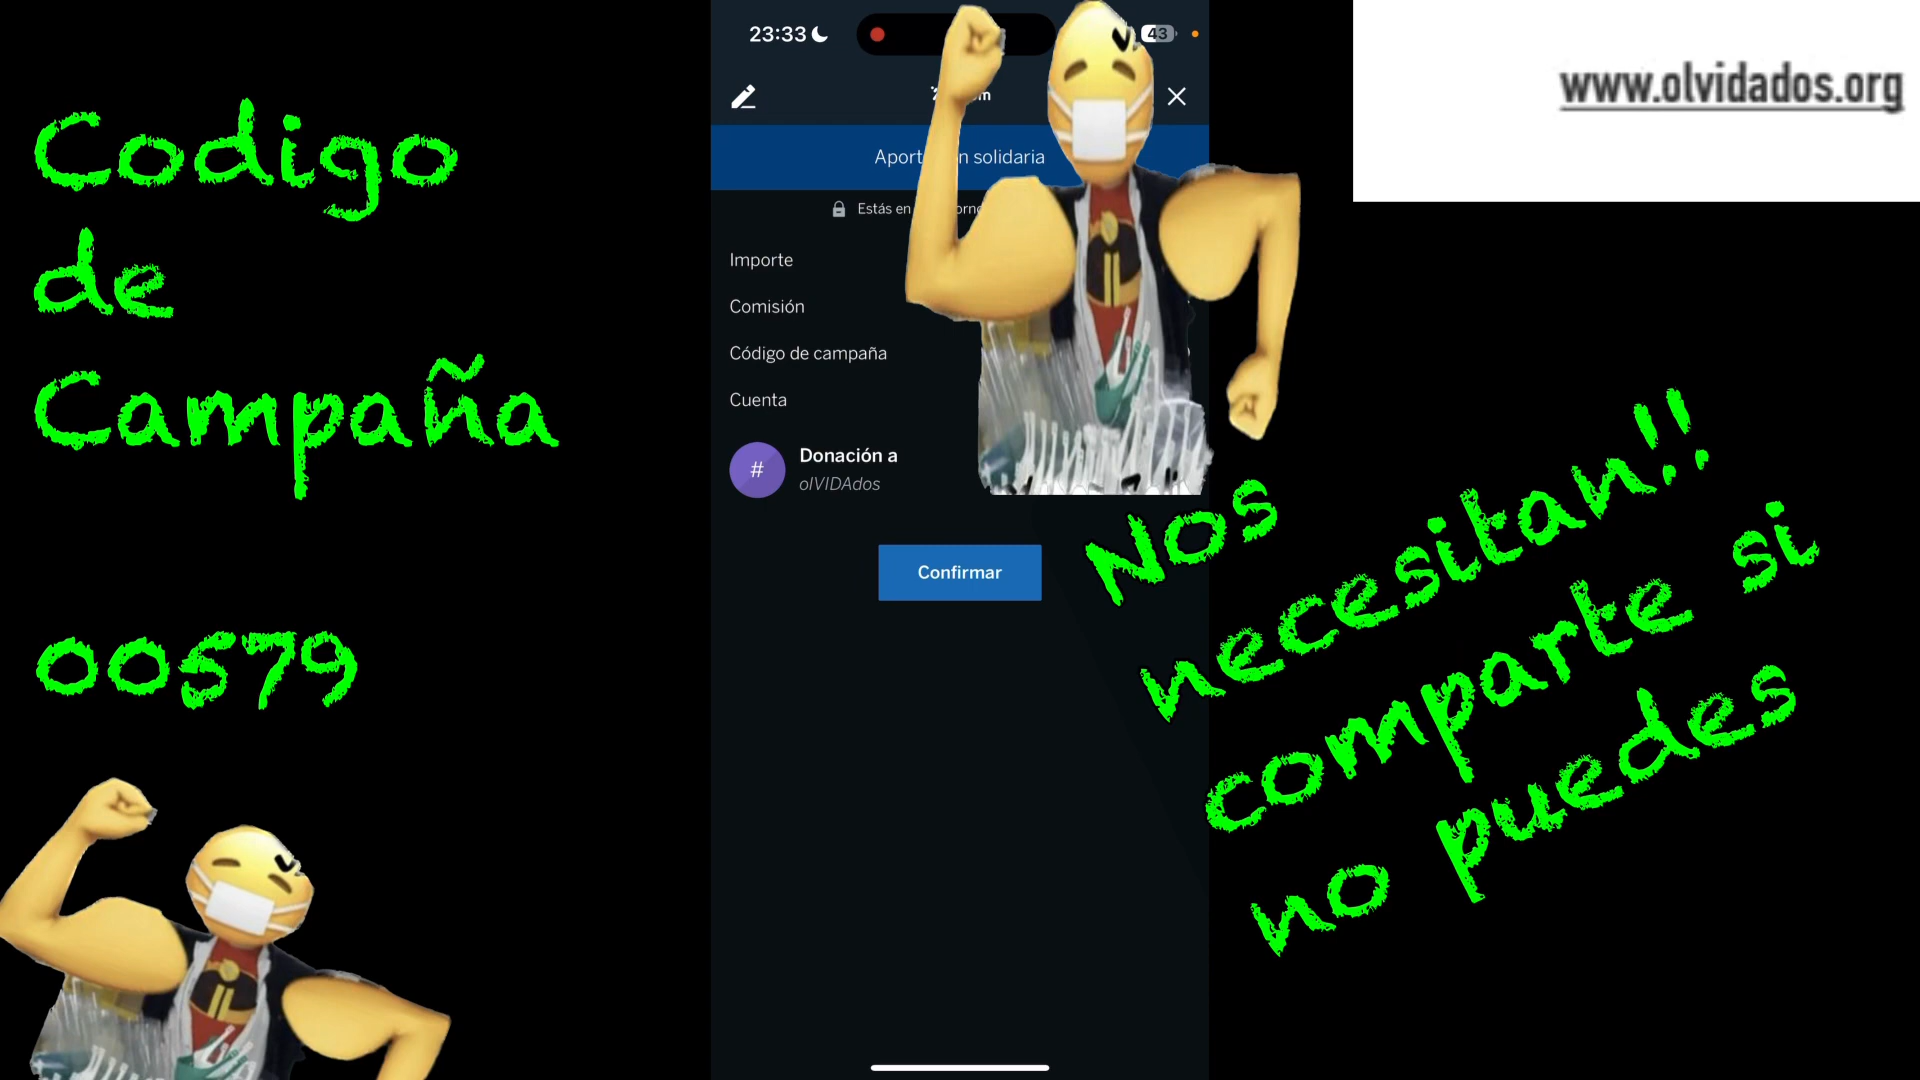 Codigo
de
Campaña
00579
23:33
43
Estás en
Importe
Comisión
Código de campaña
Cuenta
#
Donación a
olVIDAdos
Confirmar
solidaria
www.olvidados.org
Nos
necesitan!!
comparte si
no puedes